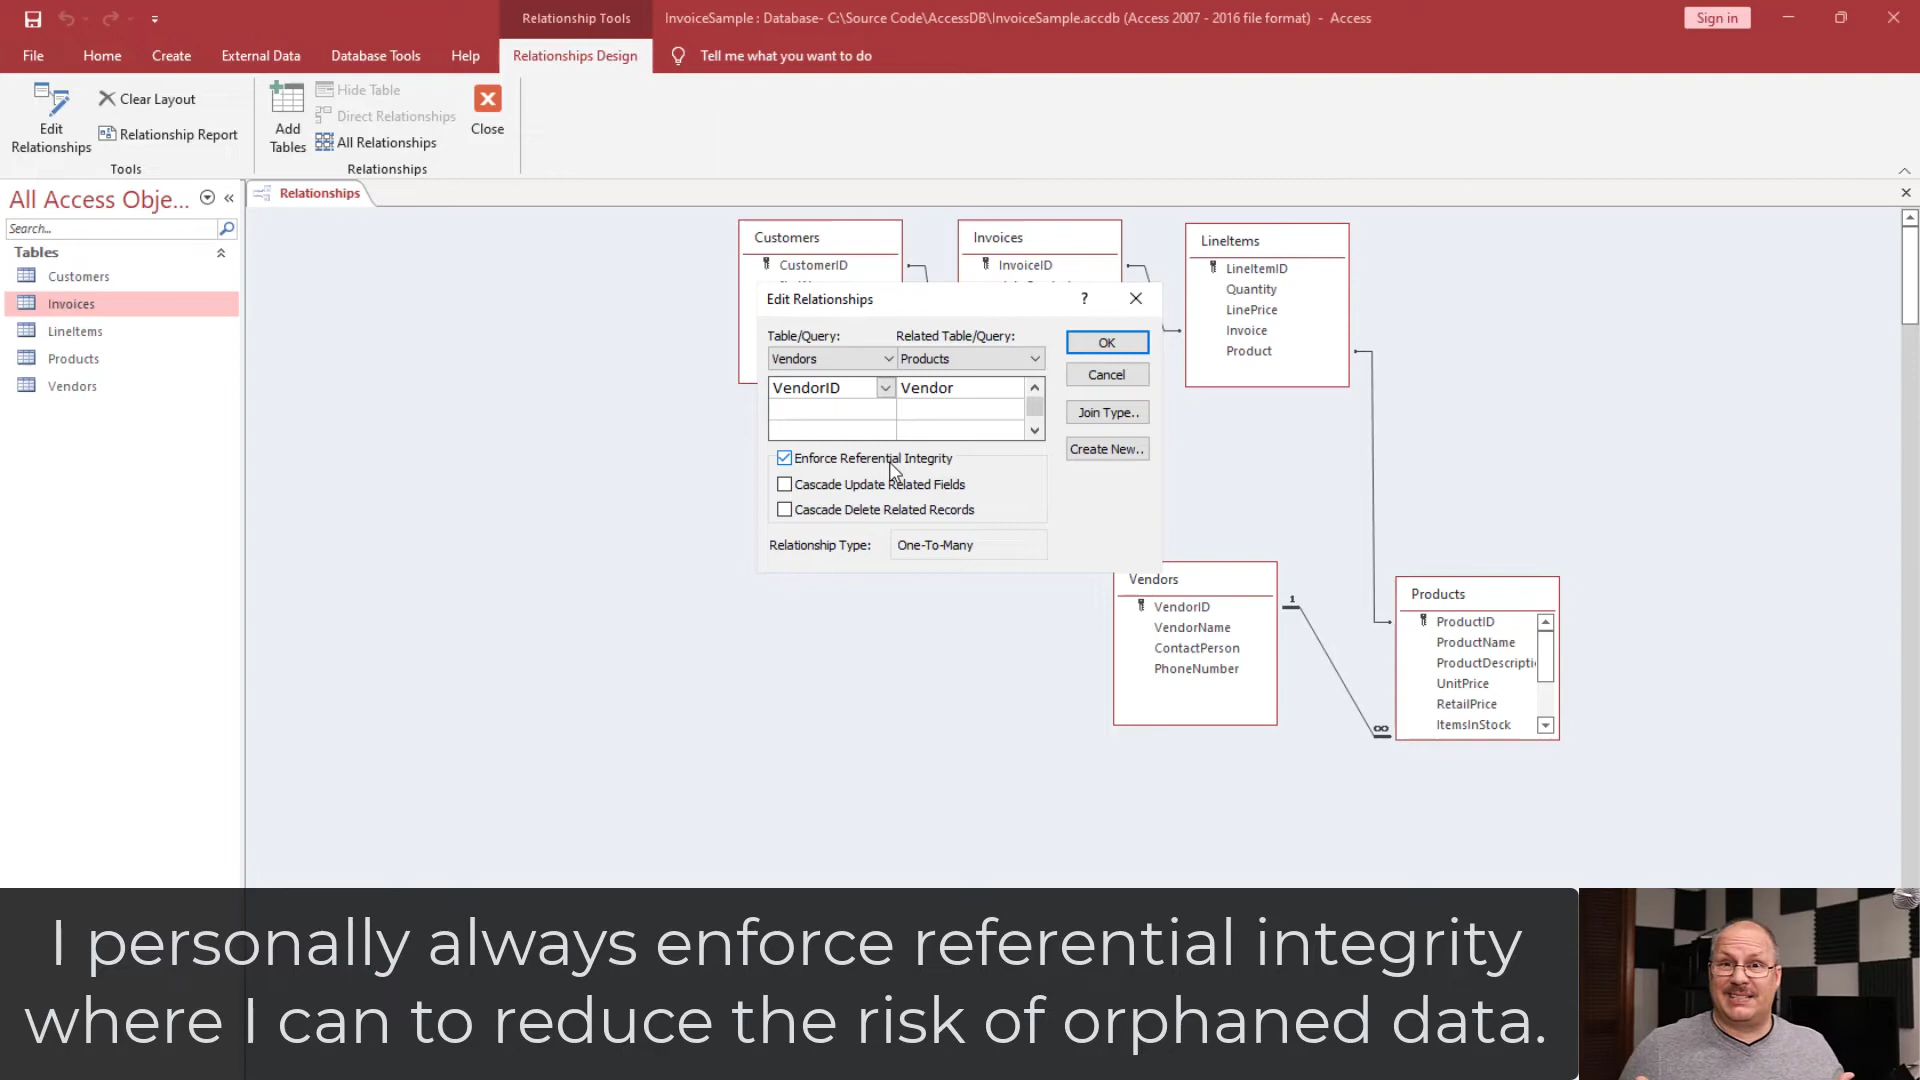 Relationship Tools
InvoiceSample : Database- C:\Source Code\AccessDB\InvoiceSample.accdb (Access 2007 - 2016 file format) - Access
Sign in
File
Home
Create
External Data
Database Tools
Help
Relationships Design
Tell me what you want to do
Edit
Relationships
Clear Layout
Relationship Report
Tools
Add
Tables
Hide Table
Direct Relationships
All Relationships
Relationships
Close
All Access Obje...
Search...
Tables
Customers
Invoices
LineItems
Products
Vendors
Relationships
Customers
CustomerID
Invoices
InvoiceID
LineItems
LineItemID
Quantity
LinePrice
Invoice
Product
Edit Relationships
?
Table/Query:
Related Table/Query:
Vendors
Products
VendorID
Vendor
Enforce Referential Integrity
Cascade Update Related Fields
Cascade Delete Related Records
Relationship Type:
One-To-Many
OK
Cancel
Join Type..
Create New..
Vendors
VendorID
VendorName
ContactPerson
PhoneNumber
1
∞
Products
ProductID
ProductName
ProductDescripti
UnitPrice
RetailPrice
ItemsInStock
I personally always enforce referential integrity
where I can to reduce the risk of orphaned data.